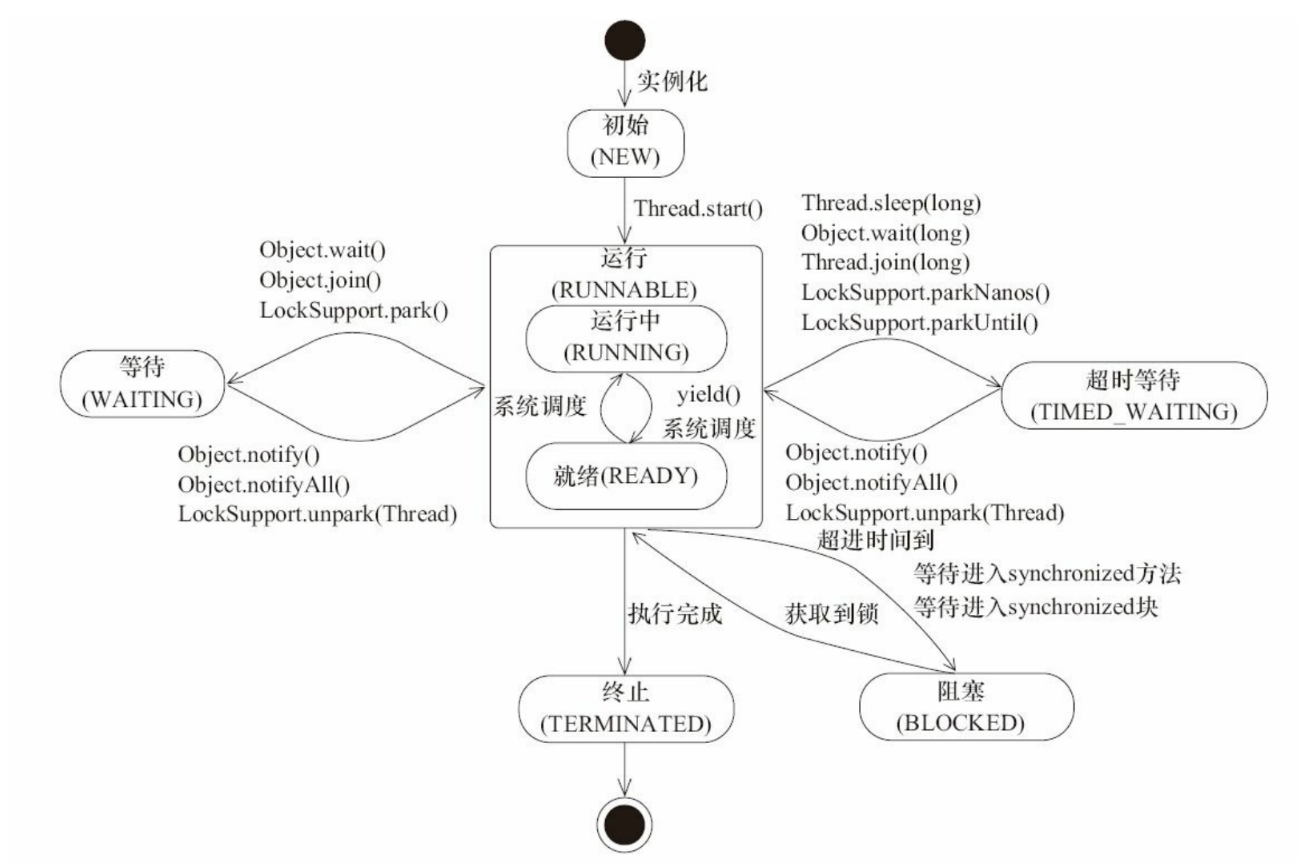 实例化
初始
(NEW)
Thread.start()
Object.wait()
Object.join()
LockSupport.park()
Thread.sleep(long)
Object.wait(long)
Thread.join(long)
LockSupport.parkNanos()
LockSupport.parkUntil()
运行
(RUNNABLE)
运行中
(RUNNING)
系统调度
yield()
系统调度
就绪(READY)
等待
(WAITING)
超时等待
(TIMED_WAITING)
Object.notify()
Object.notifyAll()
LockSupport.unpark(Thread)
Object.notify()
Object.notifyAll()
LockSupport.unpark(Thread)
超进时间到
等待进入synchronized方法
等待进入synchronized块
执行完成
获取到锁
终止
(TERMINATED)
阻塞
(BLOCKED)